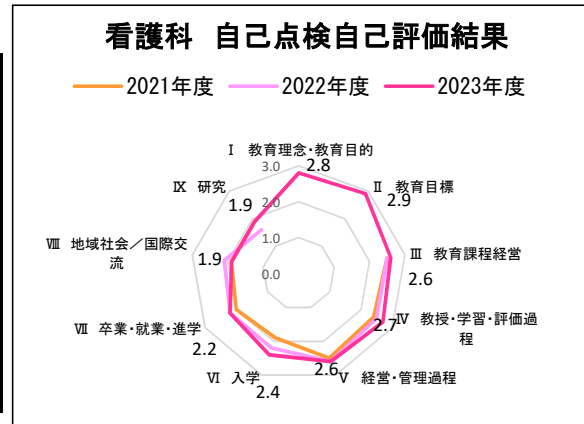 看護科 自己点検自己評価結果
2021年度 2022年度 2023年度
Ⅰ 教育理念・教育目的
3.0
2.8
Ⅸ 研究
Ⅱ 教育目標
2.0
1.9
2.9
1.0
Ⅷ 地域社会／国際交
流
Ⅲ 教育課程経営
1.9
0.0
2.6
Ⅶ 卒業・就業・進学
Ⅳ 教授・学習・評価過
程
2.7
2.2
Ⅵ 入学
2.6
Ⅴ 経営・管理過程
2.4